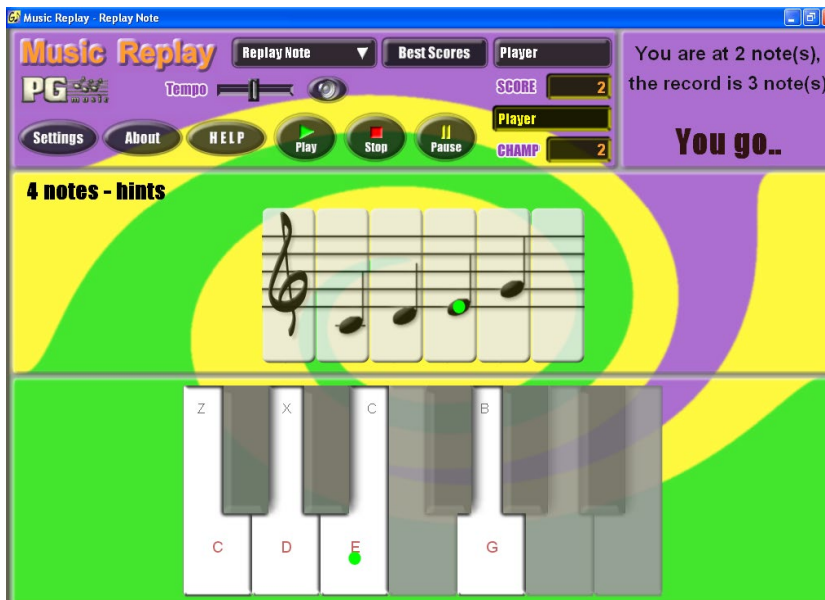 Music Replay - Replay Note
Music Replay
Replay Note
Best Scores
Player
PG music
Tempo
SCORE 2
Settings
About
HELP
Play
Stop
Pause
Player
CHAMP 2
You are at 2 note(s),
the record is 3 note(s)
You go..
4 notes - hints
Z X C B
C D E G